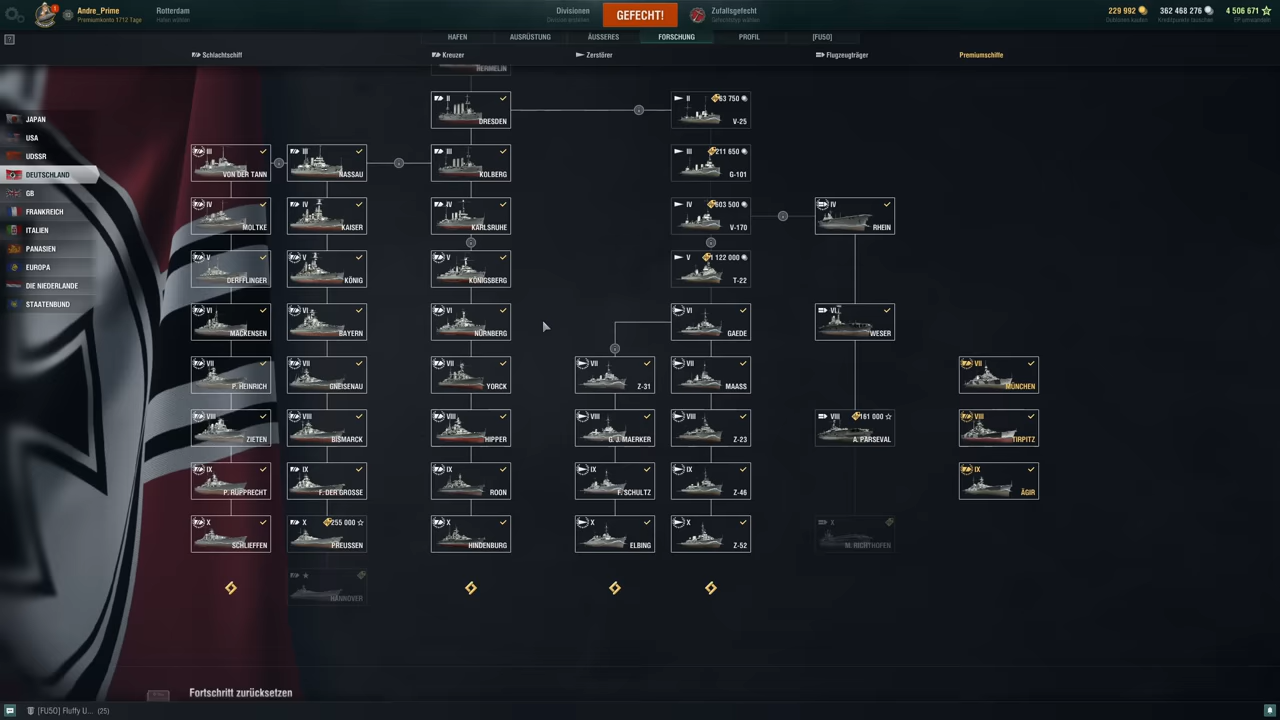 Andre_Prime
Premiumkonto 1712 Tage
Rotterdam
Hafen wählen
Divisionen
Division erstellen
GEFECHT!
Zufallsgefecht
Gefechtstyp wählen
229 992
Dublonen kaufen
362 468 276
Kreditpunkte tauschen
4 506 671
EP umwandeln
HAFEN
AUSRÜSTUNG
ÄUSSERES
FORSCHUNG
PROFIL
[FU50]
Schlachtschiff
Kreuzer
Zerstörer
Flugzeugträger
Premiumschiffe
HERMELIN
JAPAN
USA
UDSSR
DEUTSCHLAND
GB
FRANKREICH
ITALIEN
PANASIEN
EUROPA
DIE NIEDERLANDE
STAATENBUND
II
DRESDEN
II 63 750
V-25
III
VON DER TANN
III
NASSAU
III
KOLBERG
III 211 650
G-101
IV
MOLTKE
IV
KAISER
IV
KARLSRUHE
IV 503 500
V-170
IV
RHEIN
V
DERFFLINGER
V
KÖNIG
V
KÖNIGSBERG
V 1 122 000
T-22
VI
MACKENSEN
VI
BAYERN
VI
NÜRNBERG
VI
GAEDE
VI
WESER
VII
P. HEINRICH
VII
GNEISENAU
VII
YORCK
VII
Z-31
VII
MAASS
VII
MÜNCHEN
VIII
ZIETEN
VIII
BISMARCK
VIII
HIPPER
VIII
G. J. MAERKER
VIII
Z-23
VIII 161 000
A. PARSEVAL
VIII
TIRPITZ
IX
P. RUPPRECHT
IX
F. DER GROSSE
IX
ROON
IX
F. SCHULTZ
IX
Z-46
IX
ÄGIR
X
SCHLIEFFEN
X 255 000
PREUSSEN
X
HINDENBURG
X
ELBING
X
Z-52
X
M. RICHTHOFEN
HANNOVER
Fortschritt zurücksetzen
[FU5O] Fluffy U... (25)